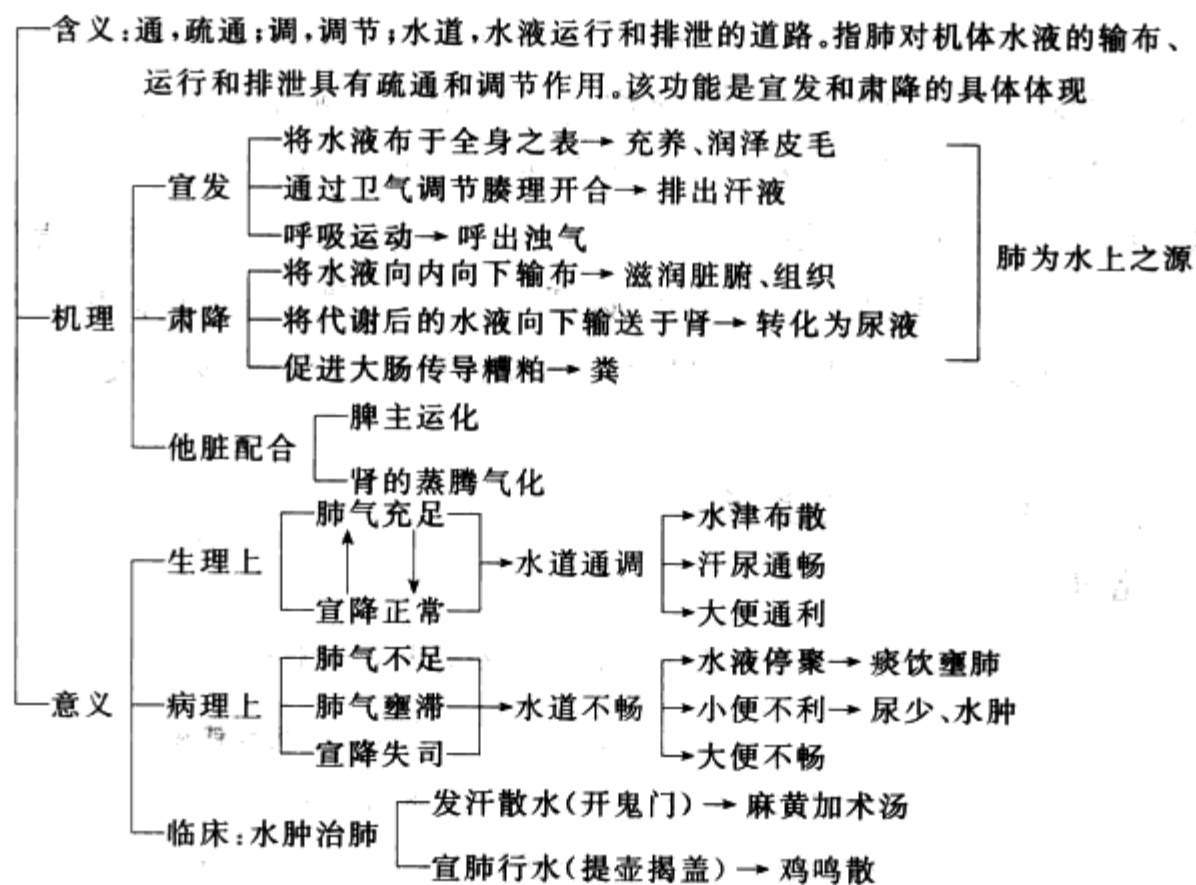 含义:通,疏通;调,调节;水道,水液运行和排泄的道路。指肺对机体水液的输布、
运行和排泄具有疏通和调节作用。该功能是宣发和肃降的具体体现
机理
宣发
将水液布于全身之表→充养、润泽皮毛
通过卫气调节腠理开合→排出汗液
呼吸运动→呼出浊气
肃降
将水液向内向下输布→滋润脏腑、组织
将代谢后的水液向下输送于肾→转化为尿液
促进大肠传导糟粕→粪
肺为水上之源
他脏配合
脾主运化
肾的蒸腾气化
意义
生理上
肺气充足
宣降正常
→水道通调
→水津布散
→汗尿通畅
→大便通利
病理上
肺气不足
肺气壅滞
宣降失司
→水道不畅
→水液停聚→痰饮壅肺
→小便不利→尿少、水肿
→大便不畅
临床:水肿治肺
发汗散水(开鬼门)→麻黄加术汤
宣肺行水(提壶揭盖)→鸡鸣散